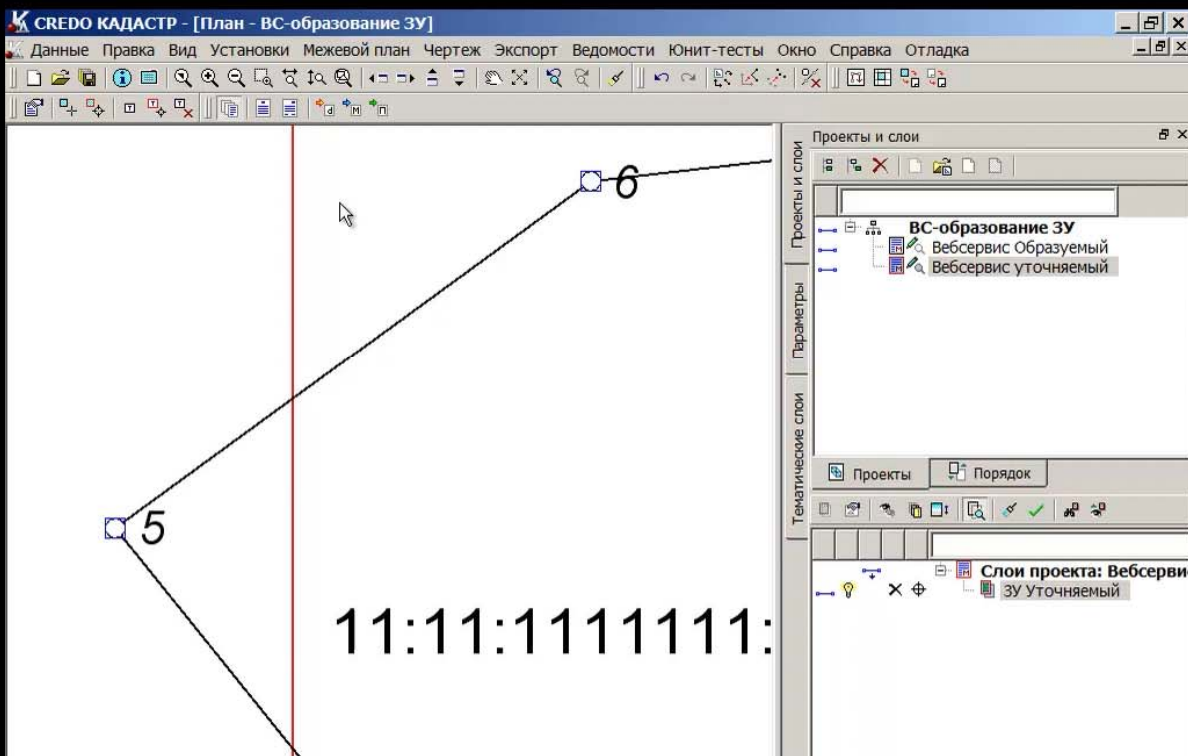 CREDO КАДАСТР - [План - ВС-образование ЗУ]
Данные Правка Вид Установки Межевой план Чертеж Экспорт Ведомости Юнит-тесты Окно Справка Отладка
Проекты и слои
Проекты и слои
Параметры
Тематические слои
ВС-образование ЗУ
Вебсервис Образуемый
Вебсервис уточняемый
Проекты
Порядок
Слои проекта: Вебсерви
ЗУ Уточняемый
6
5
11:11:1111111: